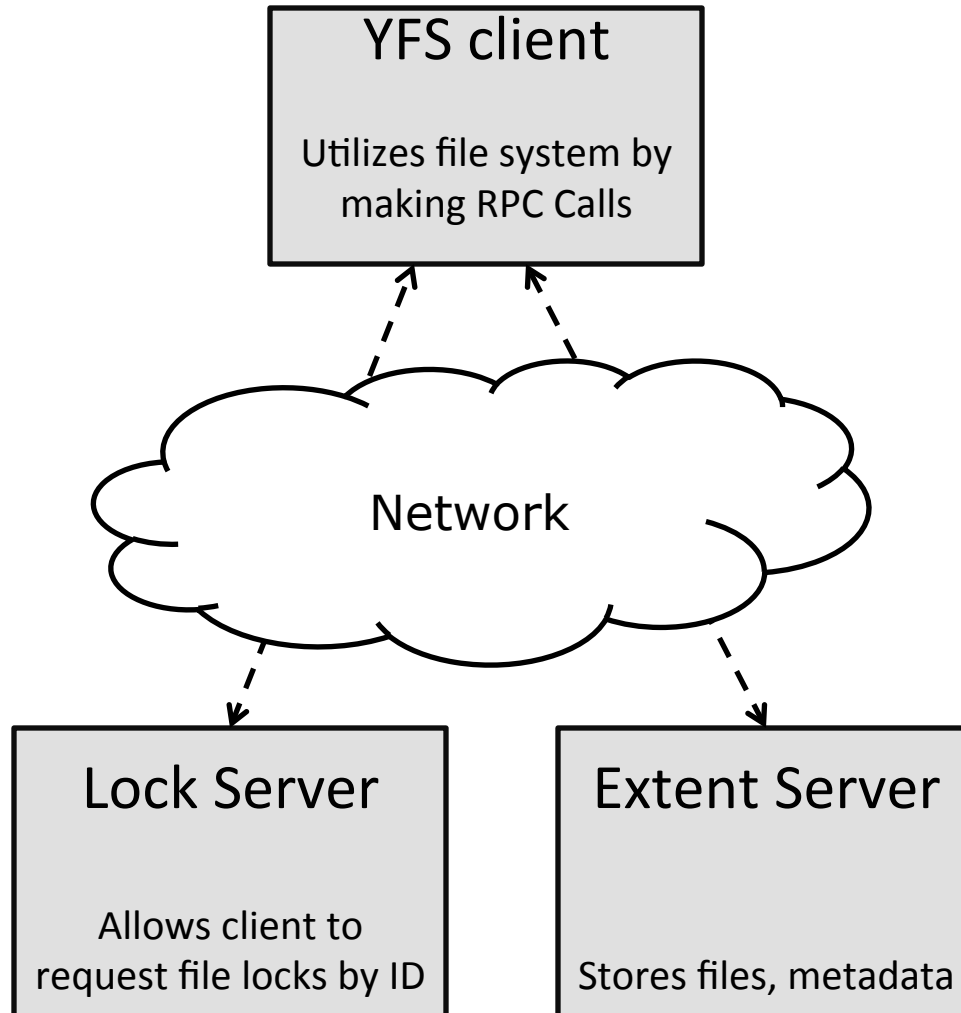 YFS client
Utilizes file system by
making RPC Calls
Network
Lock Server
Allows client to
request file locks by ID
Extent Server
Stores files, metadata